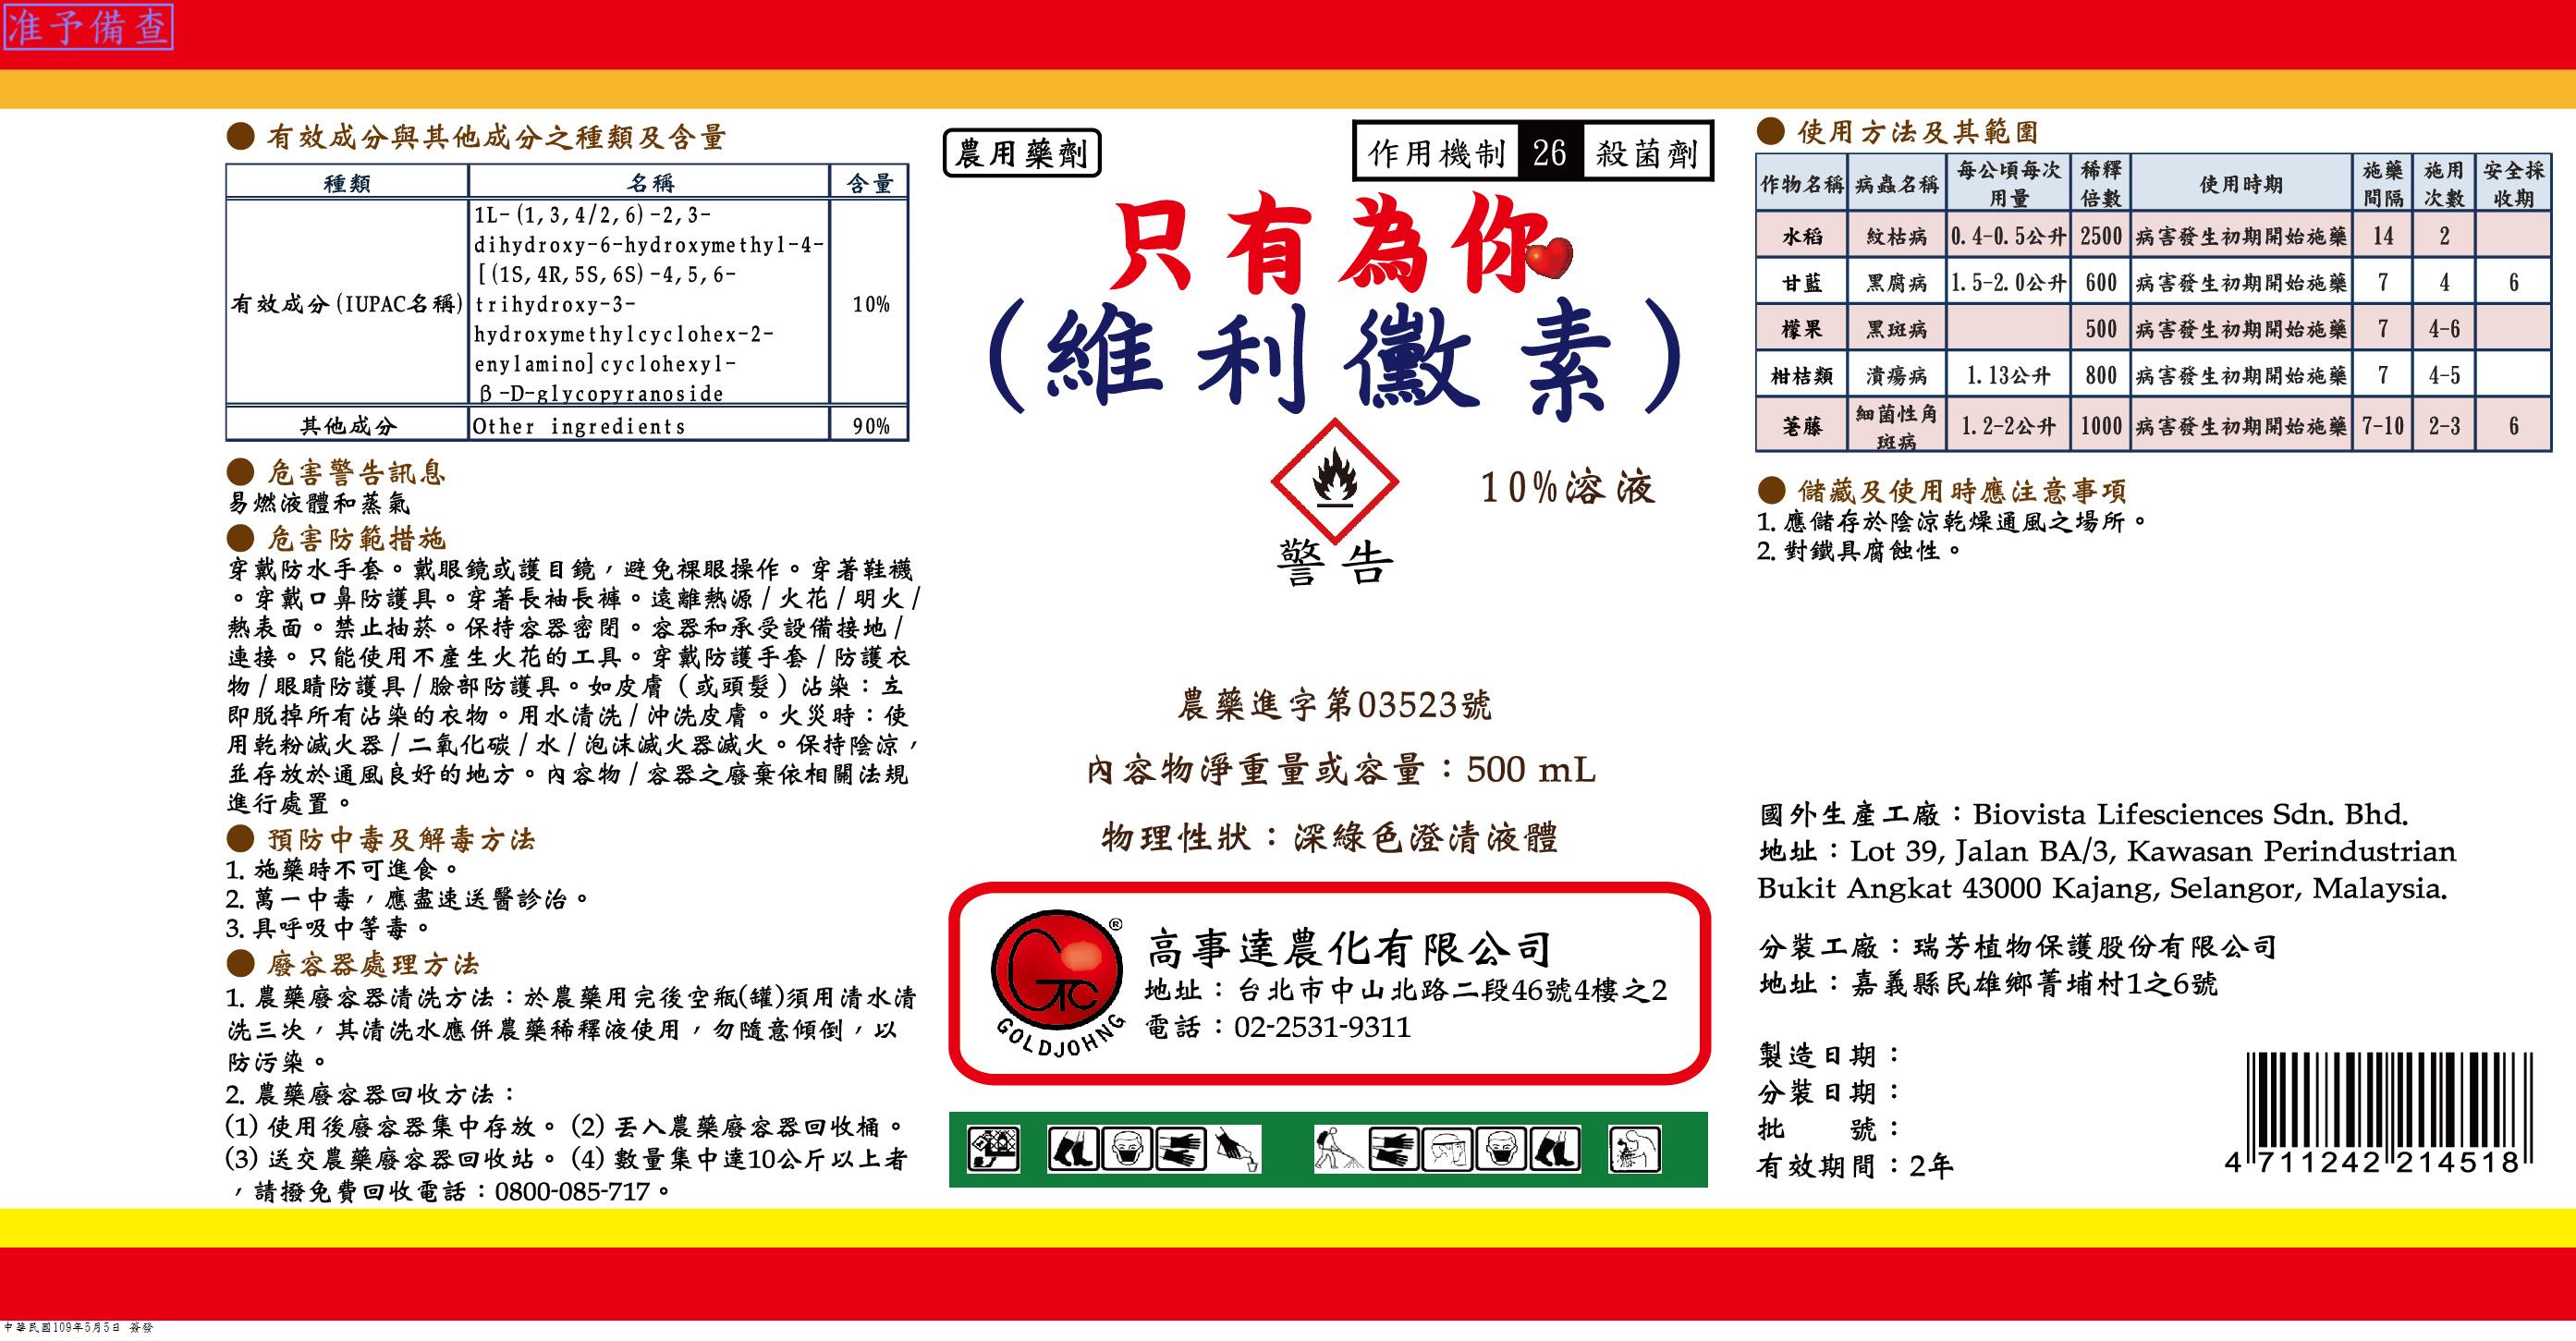 准予備查
● 有效成分與其他成分之種類及含量
種類 名稱 含量
有效成分(IUPAC名稱) 1L-(1,3,4/2,6)-2,3-
dihydroxy-6-hydroxymethyl-4-
[(1S,4R,5S,6S)-4,5,6-
trihydroxy-3-
hydroxymethylcyclohex-2-
enylamino]cyclohexyl-
β-D-glycopyranoside 10%
其他成分 Other ingredients 90%
● 危害警告訊息
易燃液體和蒸氣
● 危害防範措施
穿戴防水手套。戴眼鏡或護目鏡，避免裸眼操作。穿著鞋襪
。穿戴口鼻防護具。穿著長袖長褲。遠離熱源/火花/明火/
熱表面。禁止抽菸。保持容器密閉。容器和承受設備接地/
連接。只能使用不產生火花的工具。穿戴防護手套/防護衣
物/眼睛防護具/臉部防護具。如皮膚（或頭髮）沾染：立
即脫掉所有沾染的衣物。用水清洗/沖洗皮膚。火災時：使
用乾粉滅火器/二氧化碳/水/泡沫滅火器滅火。保持陰涼，
並存放於通風良好的地方。內容物/容器之廢棄依相關法規
進行處置。
● 預防中毒及解毒方法
1. 施藥時不可進食。
2. 萬一中毒，應盡速送醫診治。
3. 具呼吸中等毒。
● 廢容器處理方法
1. 農藥廢容器清洗方法：於農藥用完後空瓶(罐)須用清水清
洗三次，其清洗水應併農藥稀釋液使用，勿隨意傾倒，以
防污染。
2. 農藥廢容器回收方法：
(1) 使用後廢容器集中存放。(2) 丟入農藥廢容器回收桶。
(3) 送交農藥廢容器回收站。(4) 數量集中達10公斤以上者
，請撥免費回收電話：0800-085-717。
農用藥劑
作用機制 26 殺菌劑
只有為你
(維利黴素)
10%溶液
警告
農藥進字第03523號
內容物淨重量或容量：500 mL
物理性狀：深綠色澄清液體
GTC ®
GOLDJOHNG
高事達農化有限公司
地址：台北市中山北路二段46號4樓之2
電話：02-2531-9311
● 使用方法及其範圍
作物名稱 病蟲名稱 每公頃每次用量 稀釋倍數 使用時期 施藥間隔 施用次數 安全採收期
水稻 紋枯病 0.4-0.5公升 2500 病害發生初期開始施藥 14 2
甘藍 黑腐病 1.5-2.0公升 600 病害發生初期開始施藥 7 4 6
檬果 黑斑病 500 病害發生初期開始施藥 7 4-6
柑桔類 潰瘍病 1.13公升 800 病害發生初期開始施藥 7 4-5
荖藤 細菌性角斑病 1.2-2公升 1000 病害發生初期開始施藥 7-10 2-3 6
● 儲藏及使用時應注意事項
1. 應儲存於陰涼乾燥通風之場所。
2. 對鐵具腐蝕性。
國外生產工廠：Biovista Lifesciences Sdn. Bhd.
地址：Lot 39, Jalan BA/3, Kawasan Perindustrian
Bukit Angkat 43000 Kajang, Selangor, Malaysia.
分裝工廠：瑞芳植物保護股份有限公司
地址：嘉義縣民雄鄉菁埔村1之6號
製造日期：
分裝日期：
批　　號：
有效期間：2年
4 711242 214518
中華民國109年5月5日 簽發